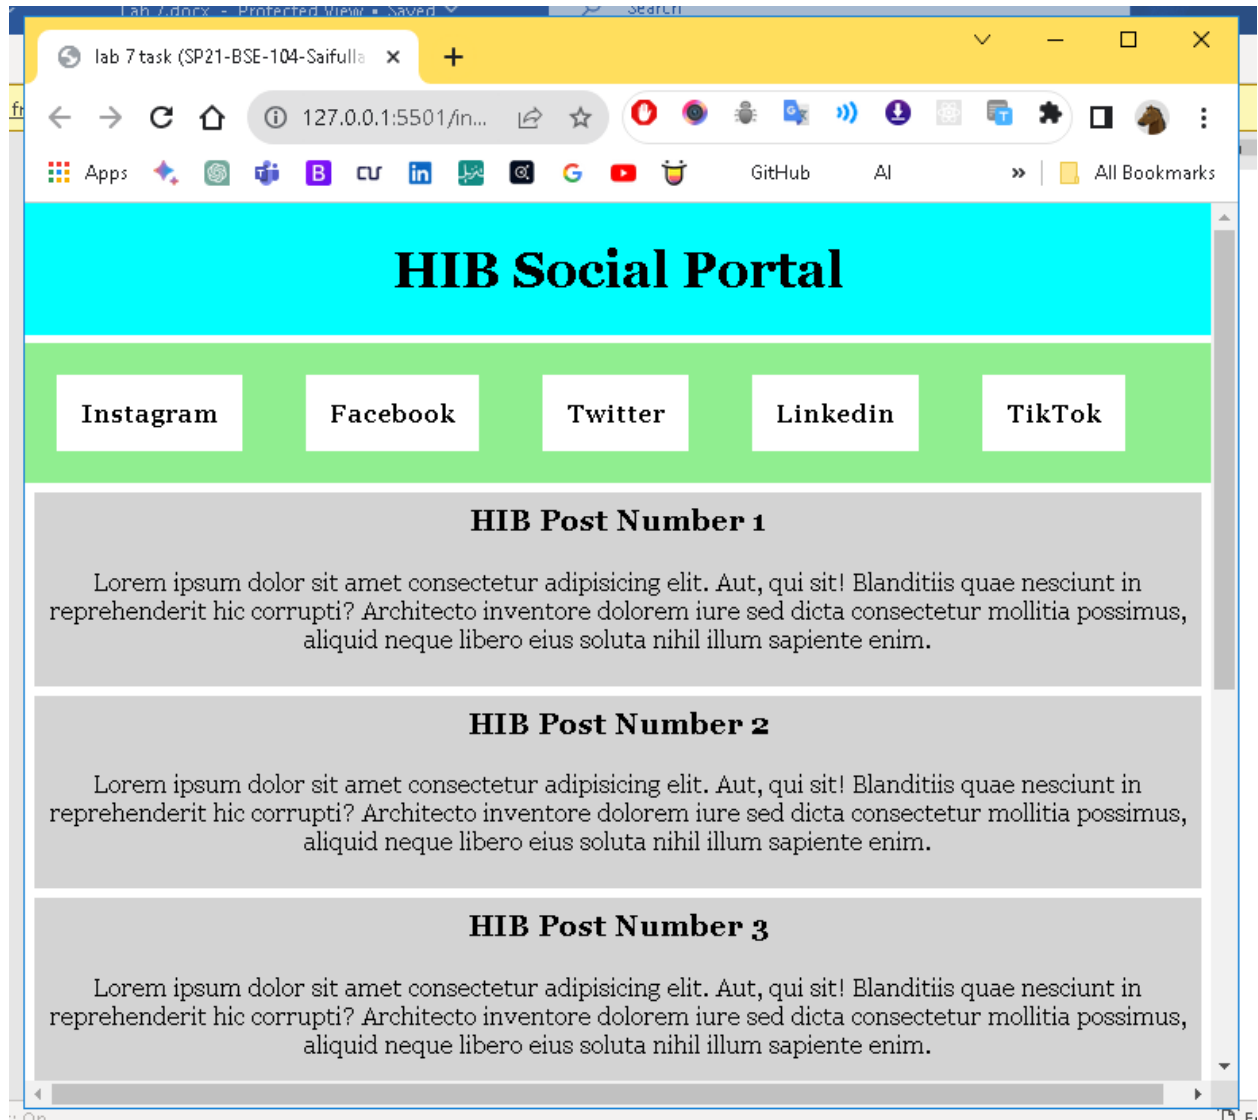 Lab 7.docx - Protected View • Saved
Search
lab 7 task (SP21-BSE-104-Saifulla
127.0.0.1:5501/in...
Apps
GitHub
AI
»
All Bookmarks
HIB Social Portal
Instagram Facebook Twitter Linkedin TikTok
HIB Post Number 1
Lorem ipsum dolor sit amet consectetur adipisicing elit. Aut, qui sit! Blanditiis quae nesciunt in
reprehenderit hic corrupti? Architecto inventore dolorem iure sed dicta consectetur mollitia possimus,
aliquid neque libero eius soluta nihil illum sapiente enim.
HIB Post Number 2
Lorem ipsum dolor sit amet consectetur adipisicing elit. Aut, qui sit! Blanditiis quae nesciunt in
reprehenderit hic corrupti? Architecto inventore dolorem iure sed dicta consectetur mollitia possimus,
aliquid neque libero eius soluta nihil illum sapiente enim.
HIB Post Number 3
Lorem ipsum dolor sit amet consectetur adipisicing elit. Aut, qui sit! Blanditiis quae nesciunt in
reprehenderit hic corrupti? Architecto inventore dolorem iure sed dicta consectetur mollitia possimus,
aliquid neque libero eius soluta nihil illum sapiente enim.